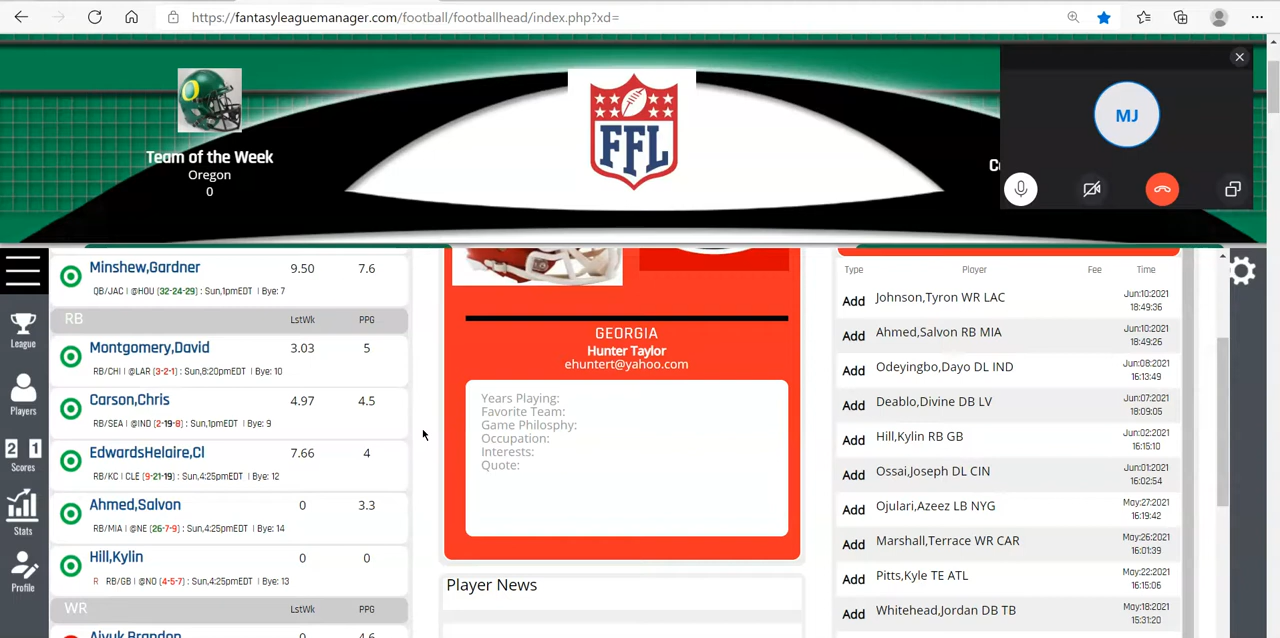 https://fantasyleaguemanager.com/football/footballhead/index.php?xd=
Team of the Week
Oregon
0
FFL
MJ
League
Players
2 1
Scores
Stats
Profile
Minshew,Gardner 9.50 7.6
QB/JAC | @HOU (32-24-29) : Sun,1pmEDT | Bye: 7
RB LstWk PPG
Montgomery,David 3.03 5
RB/CHI | @LAR (3-2-1) : Sun,8:20pmEDT | Bye: 10
Carson,Chris 4.97 4.5
RB/SEA | @IND (2-19-8) : Sun,1pmEDT | Bye: 9
EdwardsHelaire,Cl 7.66 4
RB/KC | CLE (9-21-19) : Sun,4:25pmEDT | Bye: 12
Ahmed,Salvon 0 3.3
RB/MIA | @NE (26-7-9) : Sun,4:25pmEDT | Bye: 14
Hill,Kylin 0 0
R RB/GB | @NO (4-5-7) : Sun,4:25pmEDT | Bye: 13
WR LstWk PPG
Aiyuk,Brandon 0 4.6
GEORGIA
Hunter Taylor
ehuntert@yahoo.com
Years Playing:
Favorite Team:
Game Philosphy:
Occupation:
Interests:
Quote:
Player News
Type Player Fee Time
Add Johnson,Tyron WR LAC Jun:10:2021
18:49:36
Add Ahmed,Salvon RB MIA Jun:10:2021
18:49:26
Add Odeyingbo,Dayo DL IND Jun:08:2021
16:13:49
Add Deablo,Divine DB LV Jun:07:2021
18:09:05
Add Hill,Kylin RB GB Jun:02:2021
16:15:10
Add Ossai,Joseph DL CIN Jun:01:2021
16:02:54
Add Ojulari,Azeez LB NYG May:27:2021
16:19:42
Add Marshall,Terrace WR CAR May:26:2021
16:01:39
Add Pitts,Kyle TE ATL May:22:2021
16:15:06
Add Whitehead,Jordan DB TB May:18:2021
15:31:20